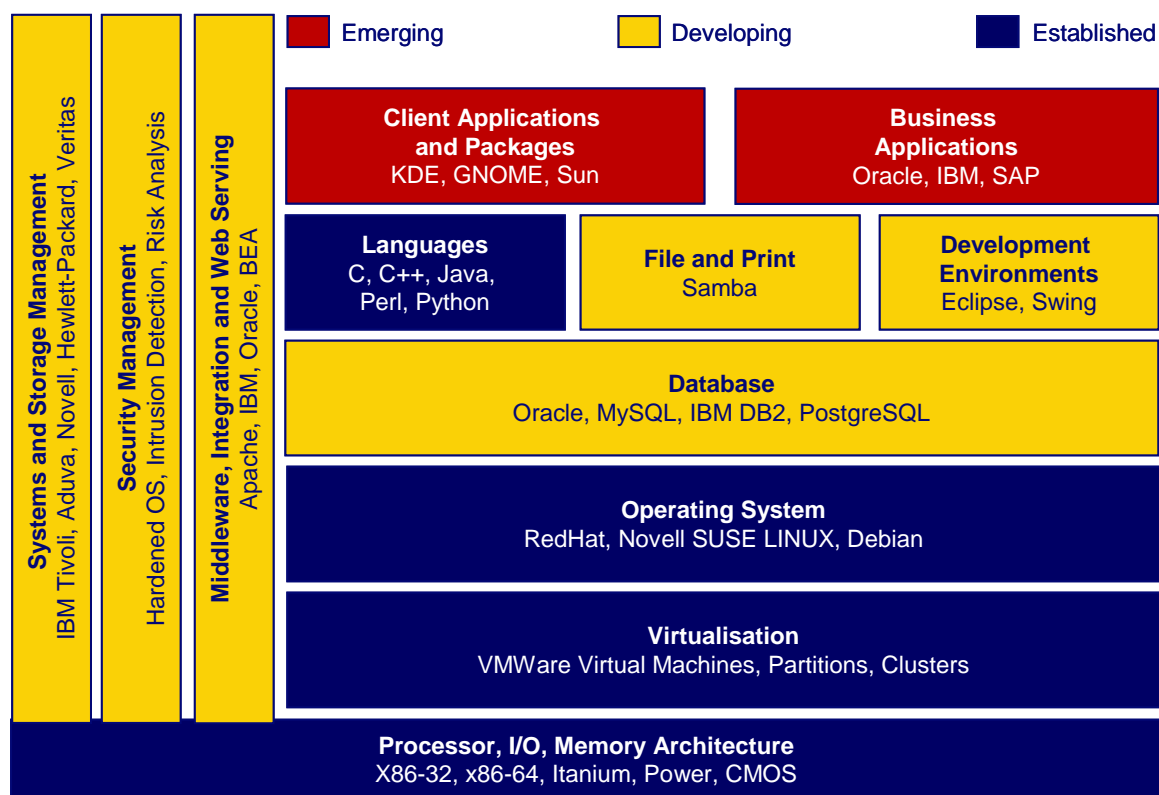 Emerging
Developing
Established
Systems and Storage Management
IBM Tivoli, Aduva, Novell, Hewlett-Packard, Veritas
Security Management
Hardened OS, Intrusion Detection, Risk Analysis
Middleware, Integration and Web Serving
Apache, IBM, Oracle, BEA
Client Applications
and Packages
KDE, GNOME, Sun
Business
Applications
Oracle, IBM, SAP
Languages
C, C++, Java,
Perl, Python
File and Print
Samba
Development
Environments
Eclipse, Swing
Database
Oracle, MySQL, IBM DB2, PostgreSQL
Operating System
RedHat, Novell SUSE LINUX, Debian
Virtualisation
VMWare Virtual Machines, Partitions, Clusters
Processor, I/O, Memory Architecture
X86-32, x86-64, Itanium, Power, CMOS